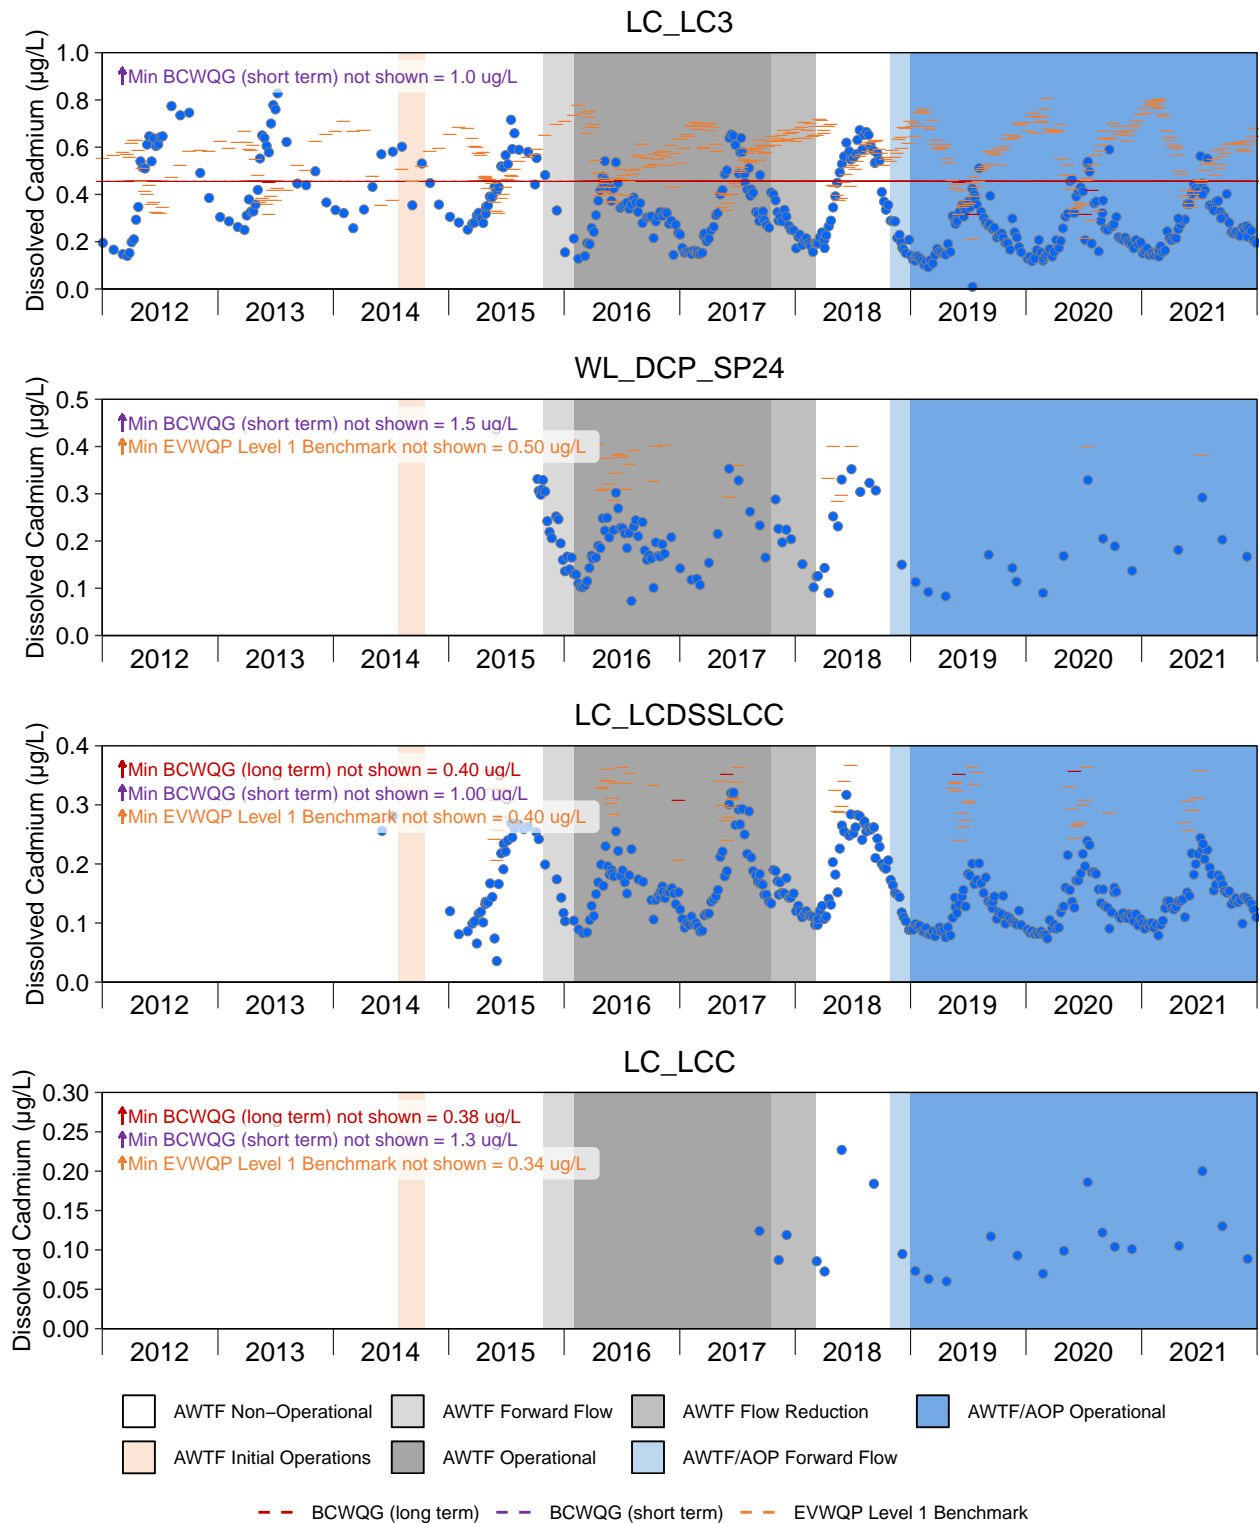 LC_LC3
Dissolved Cadmium (µg/L)
1.0
0.8
0.6
0.4
0.2
0.0
Min BCWQG (short term) not shown = 1.0 ug/L
2012 2013 2014 2015 2016 2017 2018 2019 2020 2021
WL_DCP_SP24
Dissolved Cadmium (µg/L)
0.5
0.4
0.3
0.2
0.1
0.0
Min BCWQG (short term) not shown = 1.5 ug/L
Min EVWQP Level 1 Benchmark not shown = 0.50 ug/L
2012 2013 2014 2015 2016 2017 2018 2019 2020 2021
LC_LCDSSLCC
Dissolved Cadmium (µg/L)
0.4
0.3
0.2
0.1
0.0
Min BCWQG (long term) not shown = 0.40 ug/L
Min BCWQG (short term) not shown = 1.00 ug/L
Min EVWQP Level 1 Benchmark not shown = 0.40 ug/L
2012 2013 2014 2015 2016 2017 2018 2019 2020 2021
LC_LCC
Dissolved Cadmium (µg/L)
0.30
0.25
0.20
0.15
0.10
0.05
0.00
Min BCWQG (long term) not shown = 0.38 ug/L
Min BCWQG (short term) not shown = 1.3 ug/L
Min EVWQP Level 1 Benchmark not shown = 0.34 ug/L
2012 2013 2014 2015 2016 2017 2018 2019 2020 2021
AWTF Non−Operational AWTF Forward Flow AWTF Flow Reduction AWTF/AOP Operational
AWTF Initial Operations AWTF Operational AWTF/AOP Forward Flow
BCWQG (long term) BCWQG (short term) EVWQP Level 1 Benchmark